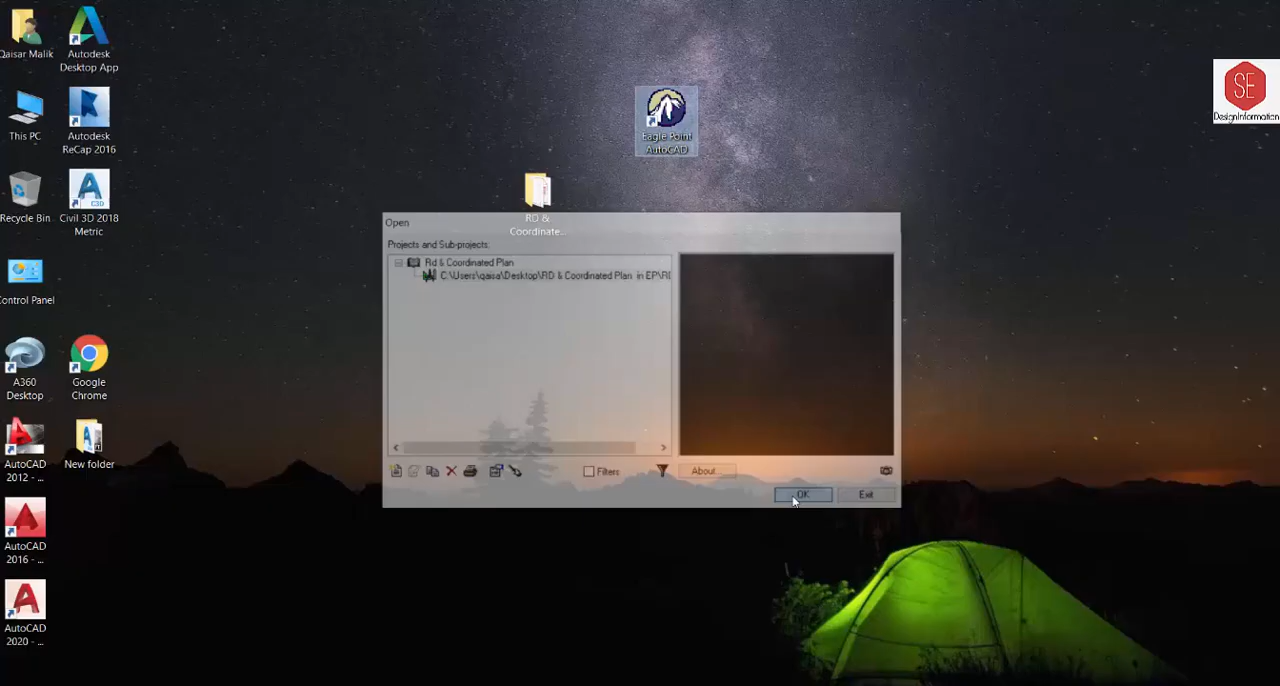 Qaisar Malik
Autodesk
Desktop App
This PC
Autodesk
ReCap 2016
Recycle Bin
Civil 3D 2018
Metric
Control Panel
A360
Desktop
Google
Chrome
AutoCAD
2012 - ...
New folder
AutoCAD
2016 - ...
AutoCAD
2020 - ...
Eagle Point
AutoCAD
RD &
Coordinate...
SE
DesignInformation
Open
Projects and Sub-projects:
Rd & Coordinated Plan
C:\Users\qaisa\Desktop\RD & Coordinated Plan in EP\RD
Filters
About...
OK
Exit